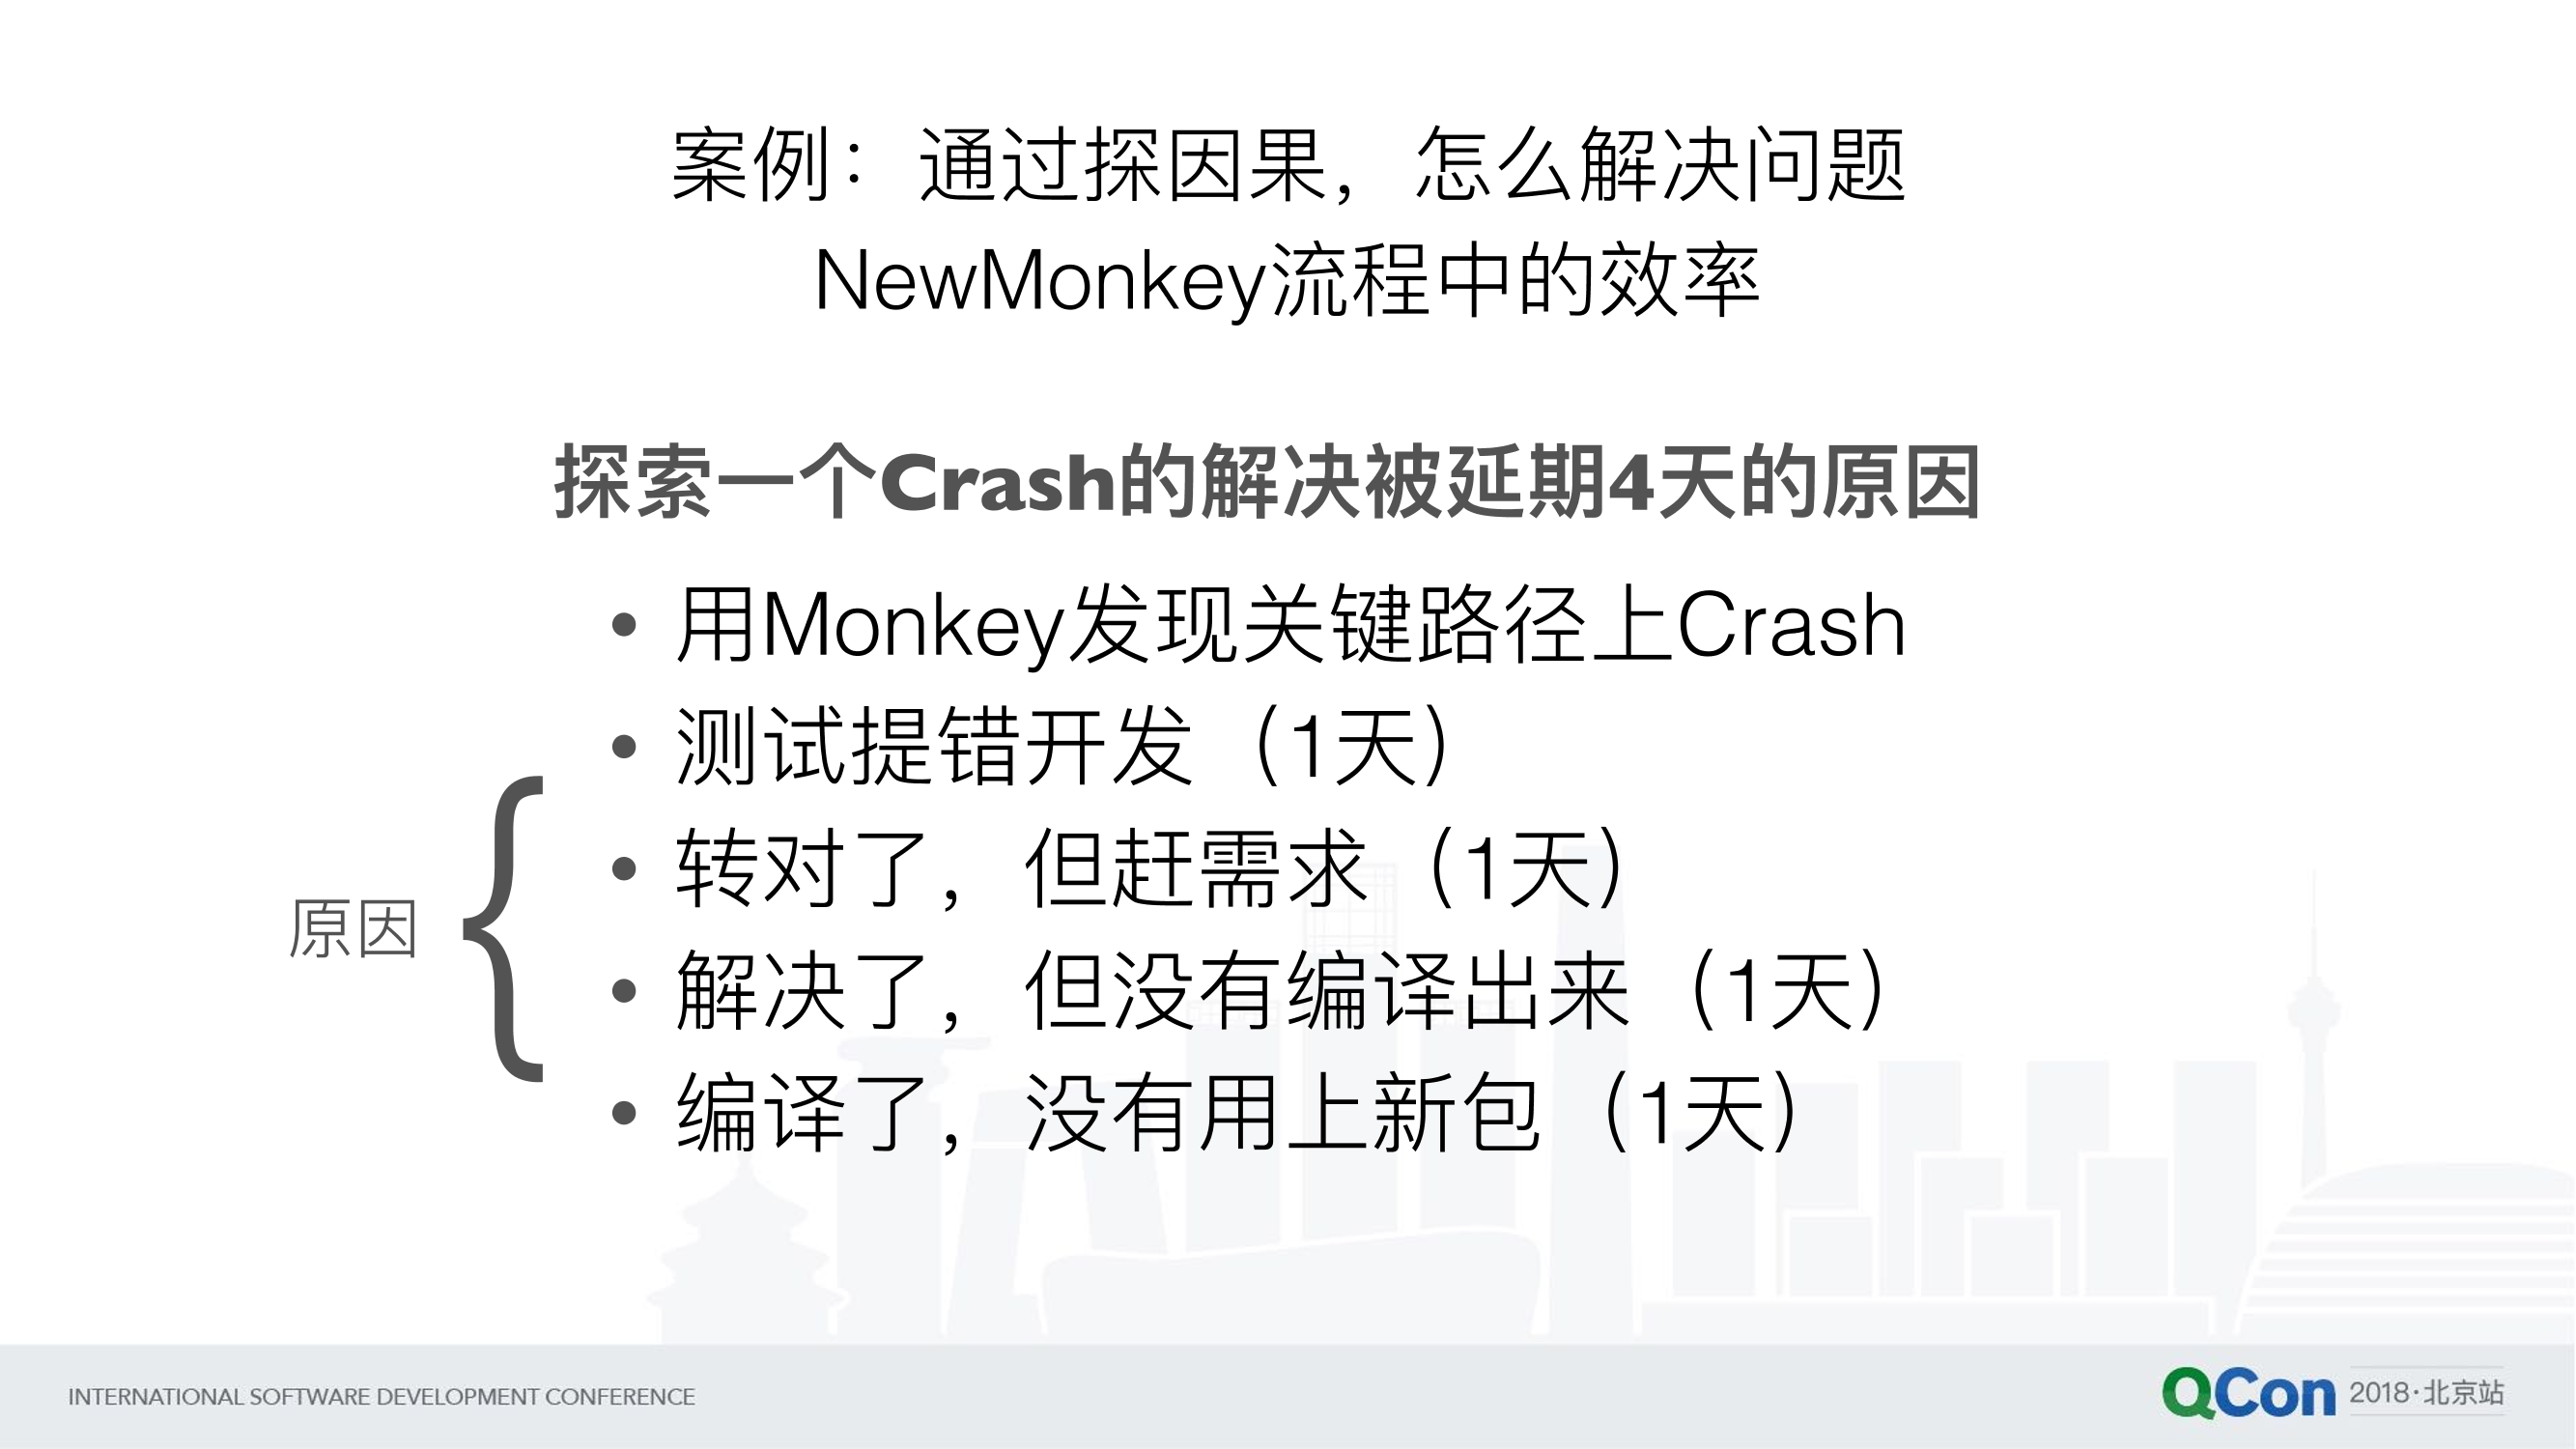 案例：通过探因果，怎么解决问题
NewMonkey流程中的效率
探索一个Crash的解决被延期4天的原因
• 用Monkey发现关键路径上Crash
• 测试提错开发（1天）
• 转对了，但赶需求（1天）
原因
• 解决了，但没有编译出来（1天）
• 编译了，没有用上新包（1天）
INTERNATIONAL SOFTWARE DEVELOPMENT CONFERENCE
QCon 2018·北京站